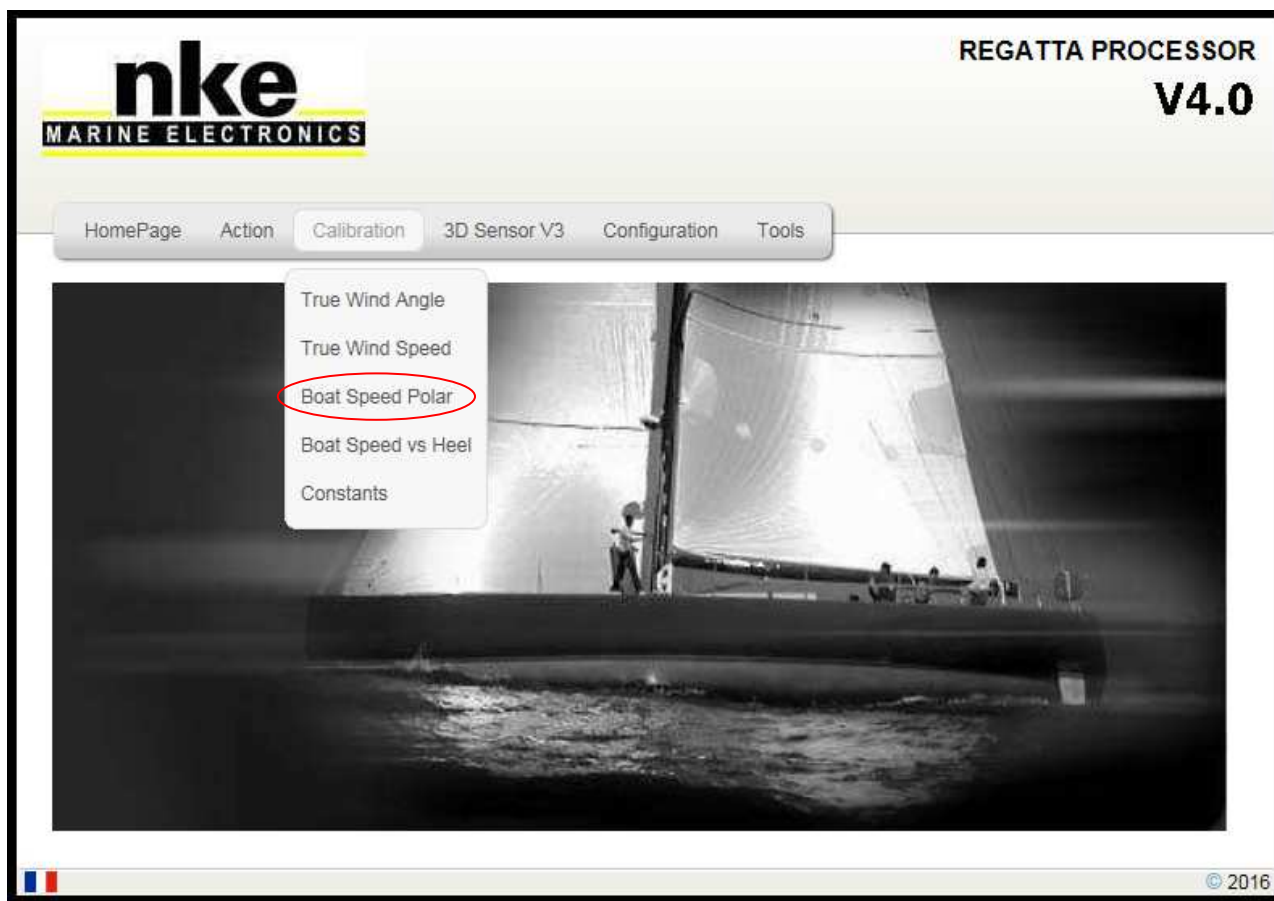 nke
MARINE ELECTRONICS
REGATTA PROCESSOR
V4.0
HomePage Action Calibration 3D Sensor V3 Configuration Tools
True Wind Angle
True Wind Speed
Boat Speed Polar
Boat Speed vs Heel
Constants
© 2016